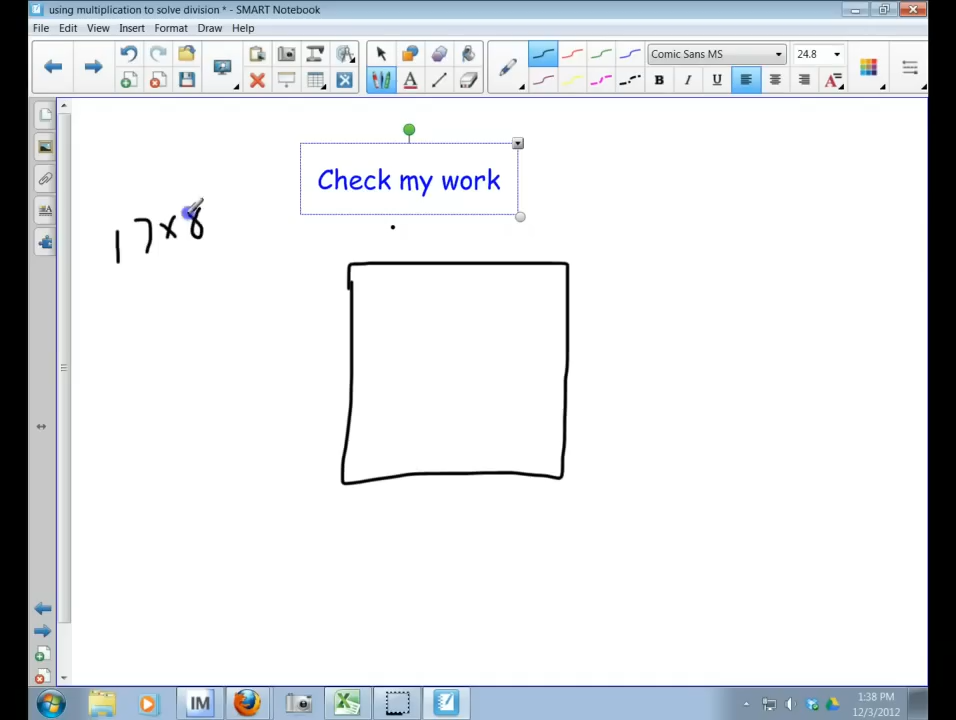 using multiplication to solve division * - SMART Notebook
File Edit View Insert Format Draw Help
Comic Sans MS 24.8
B I U A
Check my work
17x8
IM
1:38 PM
12/3/2012